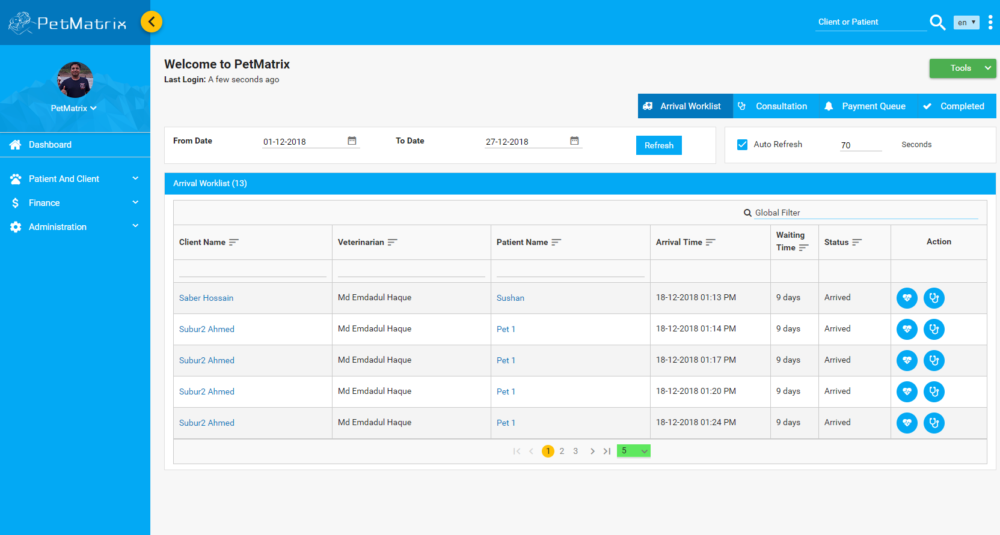 PetMatrix
Client or Patient
en
PetMatrix
Dashboard
Patient And Client
Finance
Administration
Welcome to PetMatrix
Last Login: A few seconds ago
Tools
Arrival Worklist Consultation Payment Queue Completed
From Date 01-12-2018 To Date 27-12-2018 Refresh
Auto Refresh 70 Seconds
Arrival Worklist (13)
Global Filter
Client Name Veterinarian Patient Name Arrival Time Waiting Time Status Action
Saber Hossain Md Emdadul Haque Sushan 18-12-2018 01:13 PM 9 days Arrived
Subur2 Ahmed Md Emdadul Haque Pet 1 18-12-2018 01:14 PM 9 days Arrived
Subur2 Ahmed Md Emdadul Haque Pet 1 18-12-2018 01:17 PM 9 days Arrived
Subur2 Ahmed Md Emdadul Haque Pet 1 18-12-2018 01:20 PM 9 days Arrived
Subur2 Ahmed Md Emdadul Haque Pet 1 18-12-2018 01:24 PM 9 days Arrived
1 2 3 5